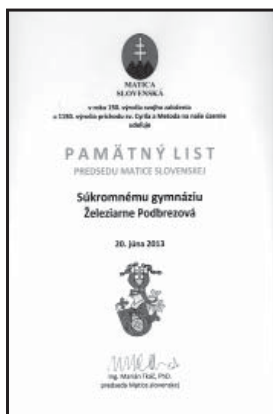 MATICA
SLOVENSKÁ
v roku 150. výročia svojho založenia
a 1150. výročia príchodu sv. Cyrila a Metoda na naše územie
udeľuje
PAMÄTNÝ LIST
PREDSEDU MATICE SLOVENSKEJ
Súkromnému gymnáziu
Železiarne Podbrezová
20. júna 2013
Ing. Marián Tkáč, PhD.
predseda Matice slovenskej